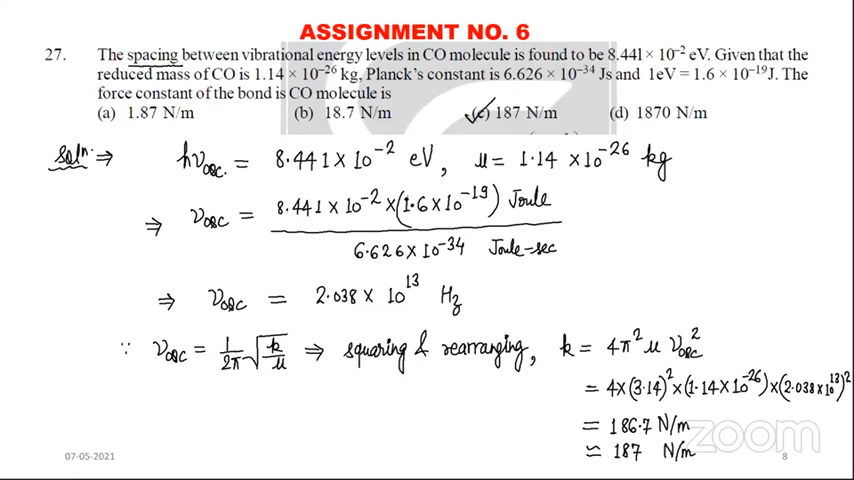 ASSIGNMENT NO. 6
27. The spacing between vibrational energy levels in CO molecule is found to be 8.441 × 10⁻² eV. Given that the
reduced mass of CO is 1.14 × 10⁻²⁶ kg, Planck's constant is 6.626 × 10⁻³⁴ Js and 1eV = 1.6 × 10⁻¹⁹J. The
force constant of the bond is CO molecule is
(a) 1.87 N/m (b) 18.7 N/m (c) 187 N/m (d) 1870 N/m
Solⁿ. ⇒ hν_osc. = 8.441 × 10⁻² eV, μ = 1.14 × 10⁻²⁶ kg
⇒ ν_osc = 8.441 × 10⁻² × (1.6 × 10⁻¹⁹) Joule
6.626 × 10⁻³⁴ Joule-sec
⇒ ν_osc = 2.038 × 10¹³ Hz
∵ ν_osc = 1/2π √k/μ ⇒ squaring & rearranging, k = 4π² μ ν_osc²
= 4×(3.14)²×(1.14×10⁻²⁶)×(2.038×10¹³)²
= 186.7 N/m
≈ 187 N/m
zoom
07-05-2021 8